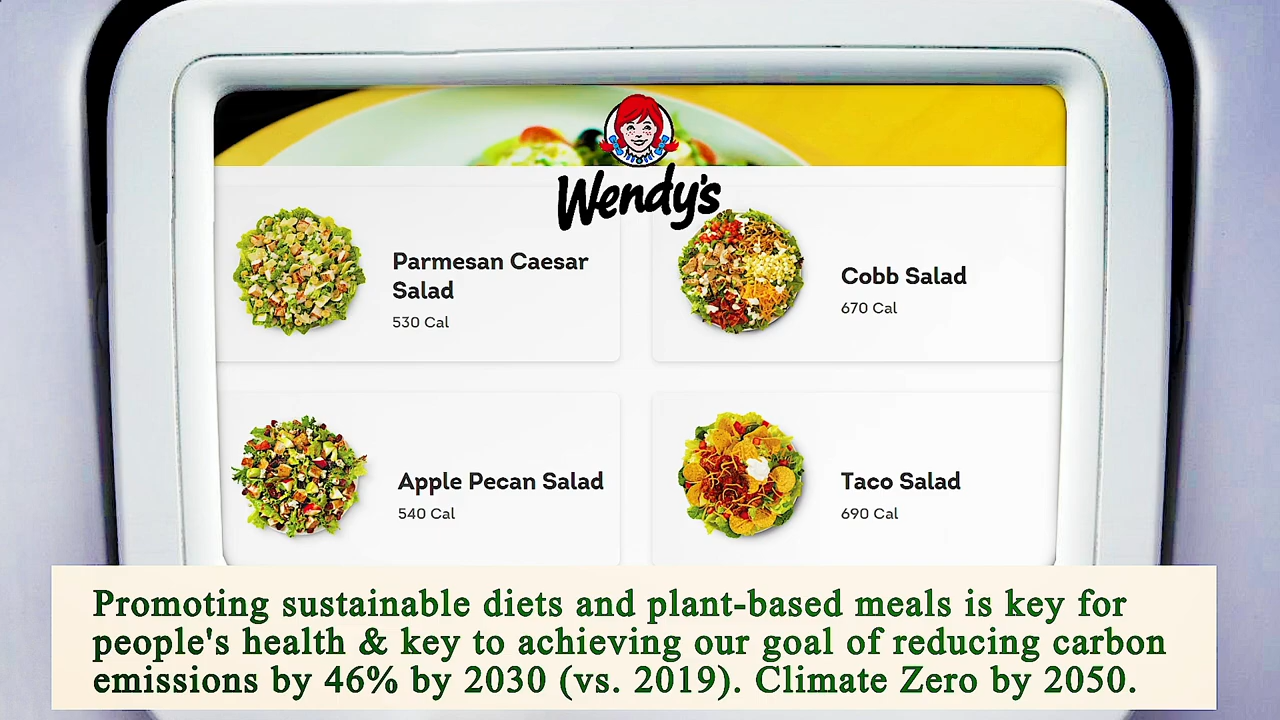 Wendy's
Parmesan Caesar
Salad
530 Cal
Cobb Salad
670 Cal
Apple Pecan Salad
540 Cal
Taco Salad
690 Cal
Promoting sustainable diets and plant-based meals is key for
people's health & key to achieving our goal of reducing carbon
emissions by 46% by 2030 (vs. 2019). Climate Zero by 2050.